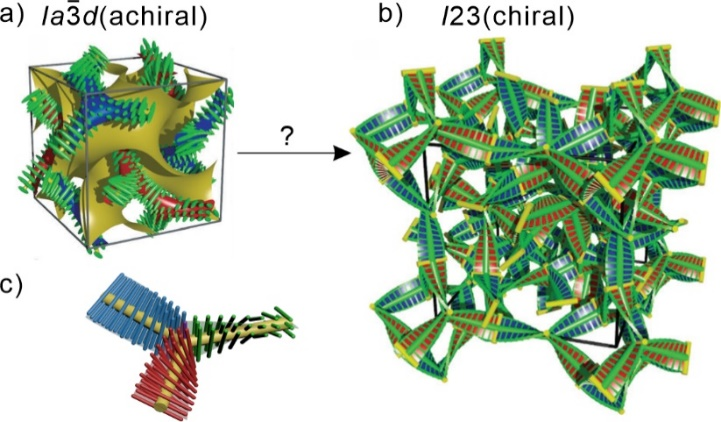 a) Ia3̄d(achiral)
b) I23(chiral)
?
c)